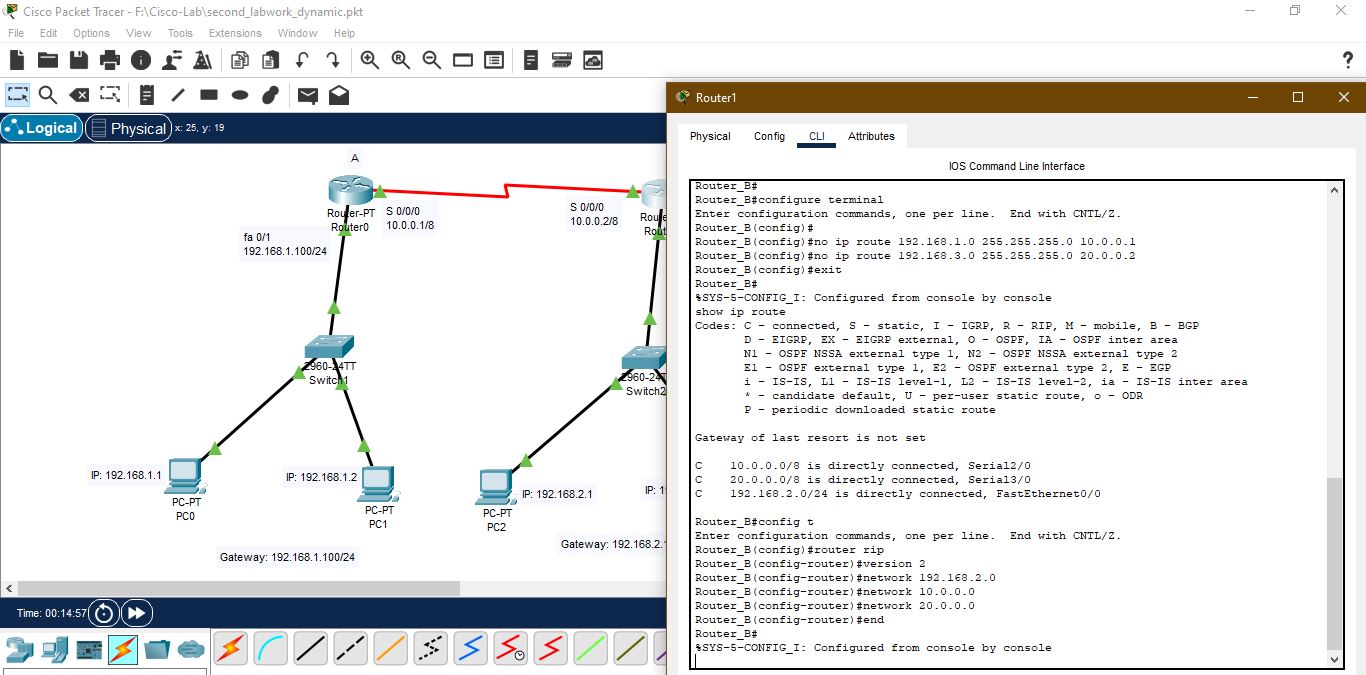 Cisco Packet Tracer - F:\Cisco-Lab\second_labwork_dynamic.pkt
File Edit Options View Tools Extensions Window Help
Logical Physical x: 25, y: 19
A
Router-PT
Router0
S 0/0/0
10.0.0.1/8
S 0/0/0
10.0.0.2/8
Route
Rout
fa 0/1
192.168.1.100/24
2960-24TT
Switch1
2960-24T
Switch2
IP: 192.168.1.1
PC-PT
PC0
IP: 192.168.1.2
PC-PT
PC1
IP: 192.168.2.1
PC-PT
PC2
IP: 1
Gateway: 192.168.1.100/24
Gateway: 192.168.2.1
Time: 00:14:57
Router1
Physical Config CLI Attributes
IOS Command Line Interface
Router_B#
Router_B#configure terminal
Enter configuration commands, one per line.  End with CNTL/Z.
Router_B(config)#
Router_B(config)#no ip route 192.168.1.0 255.255.255.0 10.0.0.1
Router_B(config)#no ip route 192.168.3.0 255.255.255.0 20.0.0.2
Router_B(config)#exit
Router_B#
%SYS-5-CONFIG_I: Configured from console by console
show ip route
Codes: C - connected, S - static, I - IGRP, R - RIP, M - mobile, B - BGP
D - EIGRP, EX - EIGRP external, O - OSPF, IA - OSPF inter area
N1 - OSPF NSSA external type 1, N2 - OSPF NSSA external type 2
E1 - OSPF external type 1, E2 - OSPF external type 2, E - EGP
i - IS-IS, L1 - IS-IS level-1, L2 - IS-IS level-2, ia - IS-IS inter area
* - candidate default, U - per-user static route, o - ODR
P - periodic downloaded static route
Gateway of last resort is not set
C    10.0.0.0/8 is directly connected, Serial2/0
C    20.0.0.0/8 is directly connected, Serial3/0
C    192.168.2.0/24 is directly connected, FastEthernet0/0
Router_B#config t
Enter configuration commands, one per line.  End with CNTL/Z.
Router_B(config)#router rip
Router_B(config-router)#version 2
Router_B(config-router)#network 192.168.2.0
Router_B(config-router)#network 10.0.0.0
Router_B(config-router)#network 20.0.0.0
Router_B(config-router)#end
Router_B#
%SYS-5-CONFIG_I: Configured from console by console